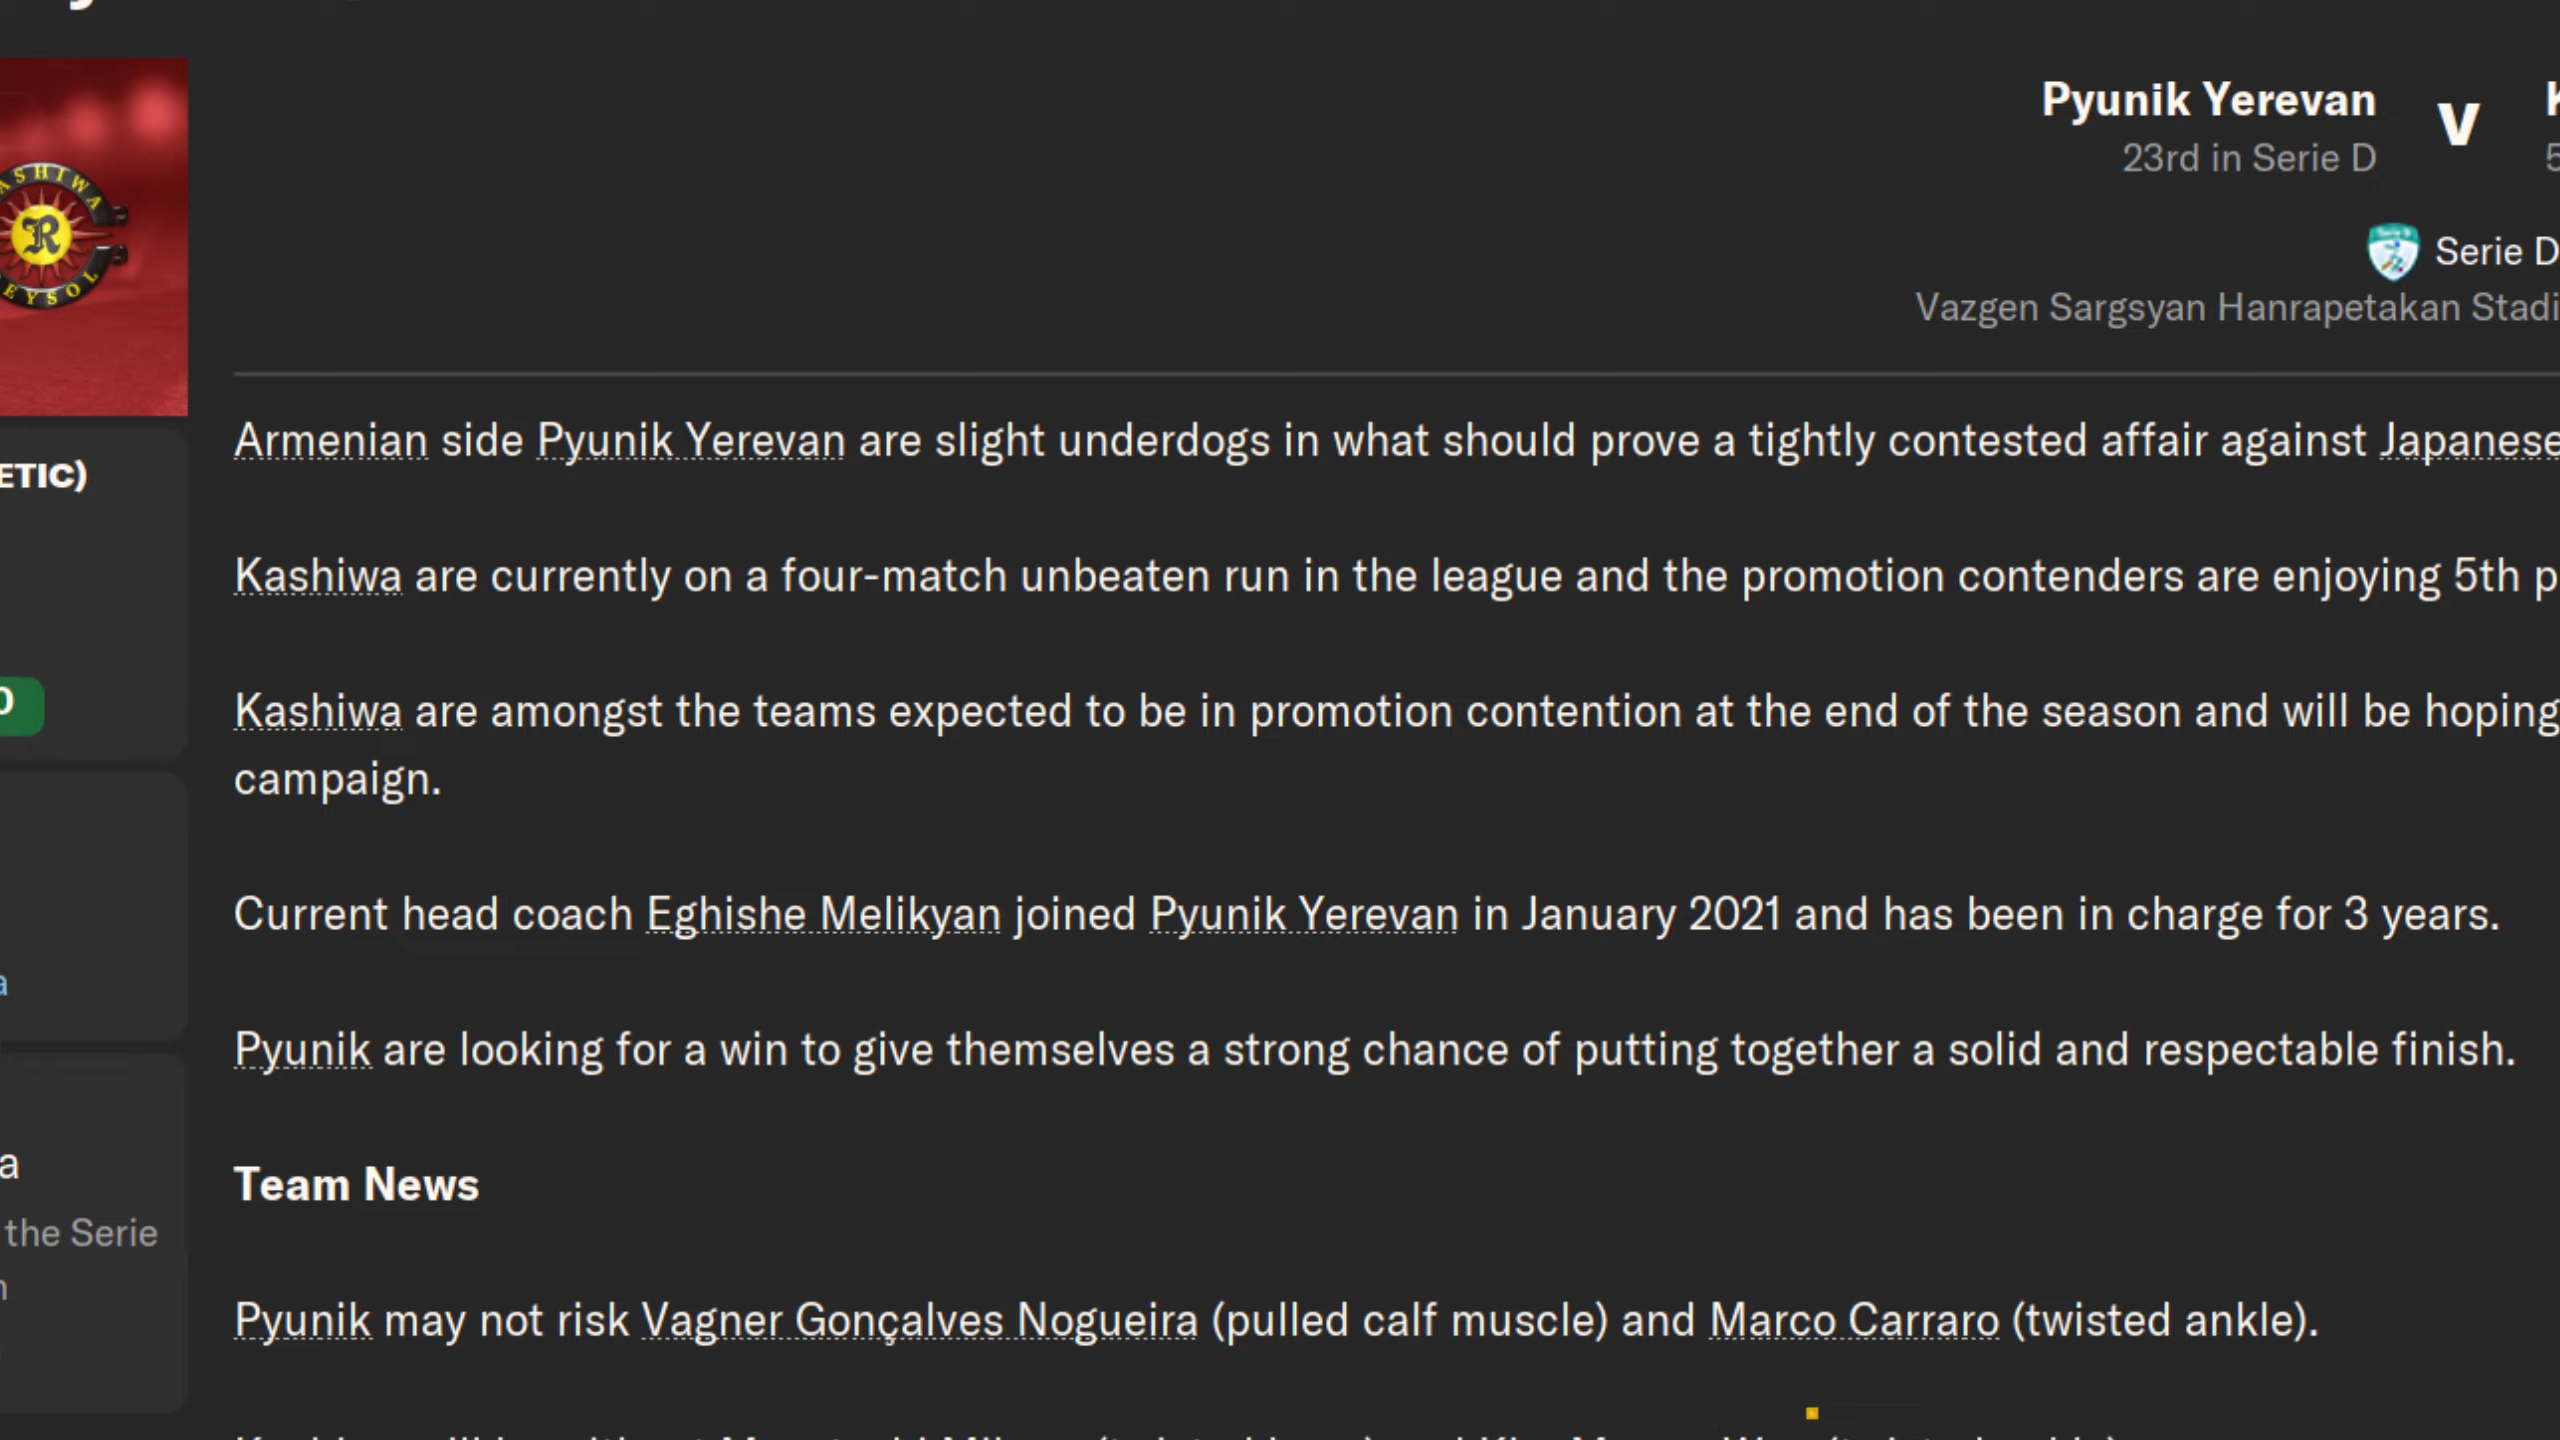 Pyunik Yerevan v
23rd in Serie D
Serie D
Vazgen Sargsyan Hanrapetakan
Armenian side Pyunik Yerevan are slight underdogs in what should prove a tightly contested affair against Japanese
Kashiwa are currently on a four-match unbeaten run in the league and the promotion contenders are enjoying 5th
Kashiwa are amongst the teams expected to be in promotion contention at the end of the season and will be hoping
campaign.
Current head coach Eghishe Melikyan joined Pyunik Yerevan in January 2021 and has been in charge for 3 years.
Pyunik are looking for a win to give themselves a strong chance of putting together a solid and respectable finish.
Team News
the Serie
Pyunik may not risk Vagner Gonçalves Nogueira (pulled calf muscle) and Marco Carraro (twisted ankle).